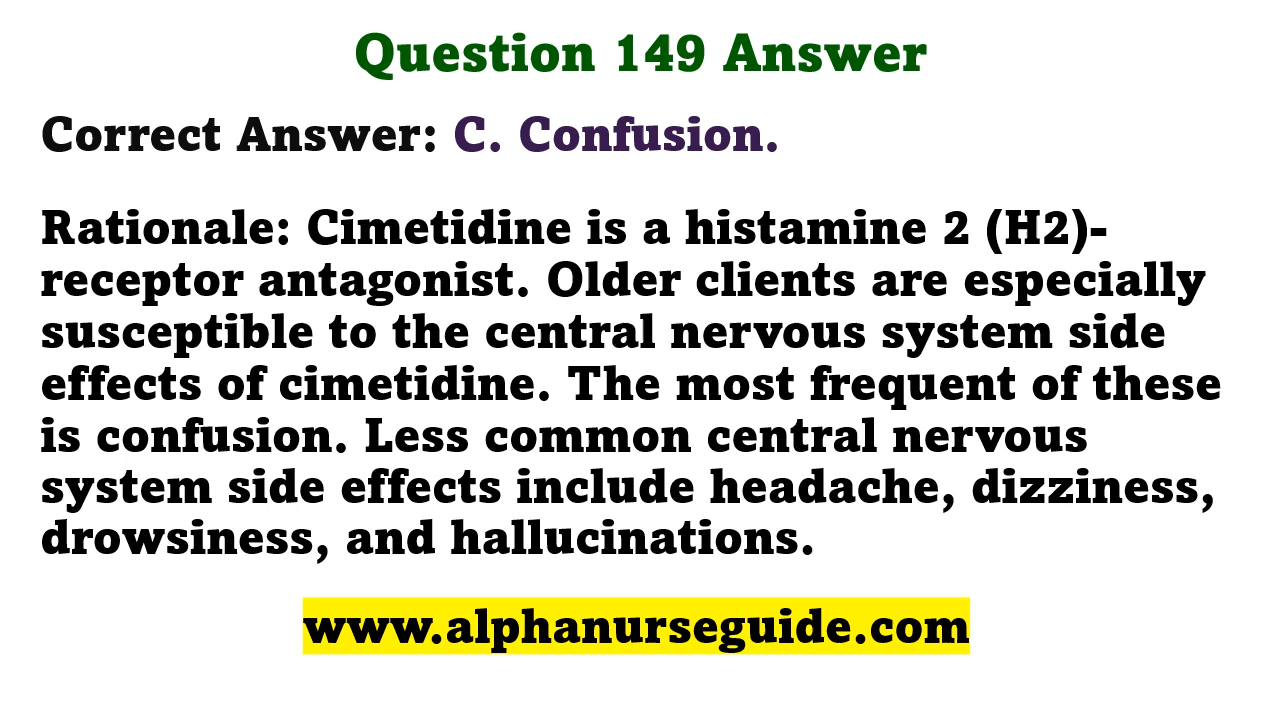 Question 149 Answer
Correct Answer: C. Confusion.
Rationale: Cimetidine is a histamine 2 (H2)-
receptor antagonist. Older clients are especially
susceptible to the central nervous system side
effects of cimetidine. The most frequent of these
is confusion. Less common central nervous
system side effects include headache, dizziness,
drowsiness, and hallucinations.
www.alphanurseguide.com